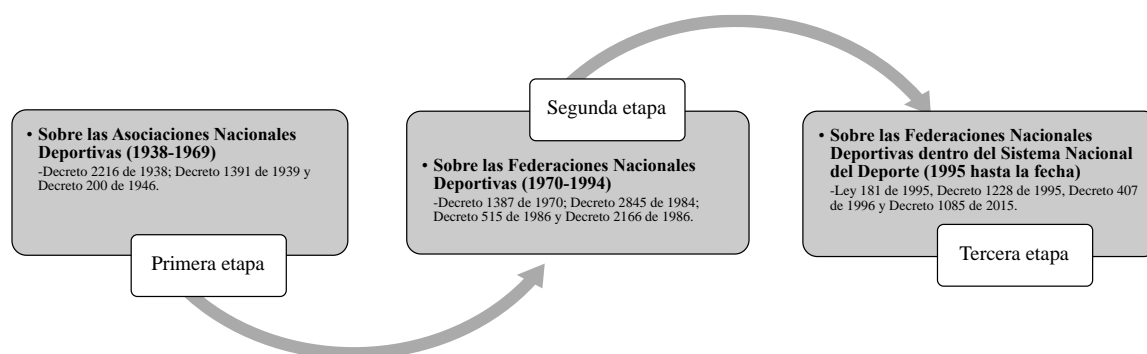 • Sobre las Asociaciones Nacionales
Deportivas (1938-1969)
-Decreto 2216 de 1938; Decreto 1391 de 1939 y
Decreto 200 de 1946.
Primera etapa
Segunda etapa
• Sobre las Federaciones Nacionales
Deportivas (1970-1994)
-Decreto 1387 de 1970; Decreto 2845 de 1984;
Decreto 515 de 1986 y Decreto 2166 de 1986.
• Sobre las Federaciones Nacionales
Deportivas dentro del Sistema Nacional
del Deporte (1995 hasta la fecha)
-Ley 181 de 1995, Decreto 1228 de 1995, Decreto 407
de 1996 y Decreto 1085 de 2015.
Tercera etapa